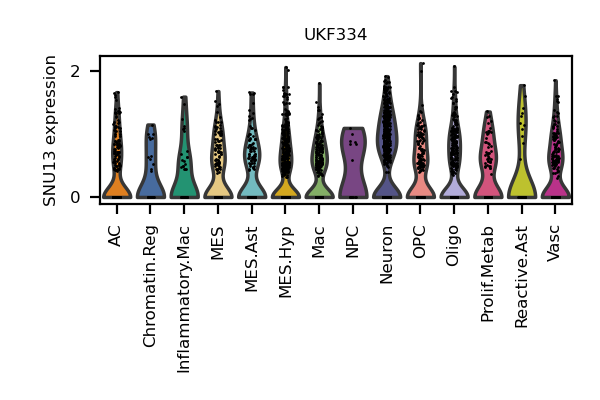 UKF334
SNU13 expression
2
0
AC
Chromatin.Reg
Inflammatory.Mac
MES
MES.Ast
MES.Hyp
Mac
NPC
Neuron
OPC
Oligo
Prolif.Metab
Reactive.Ast
Vasc